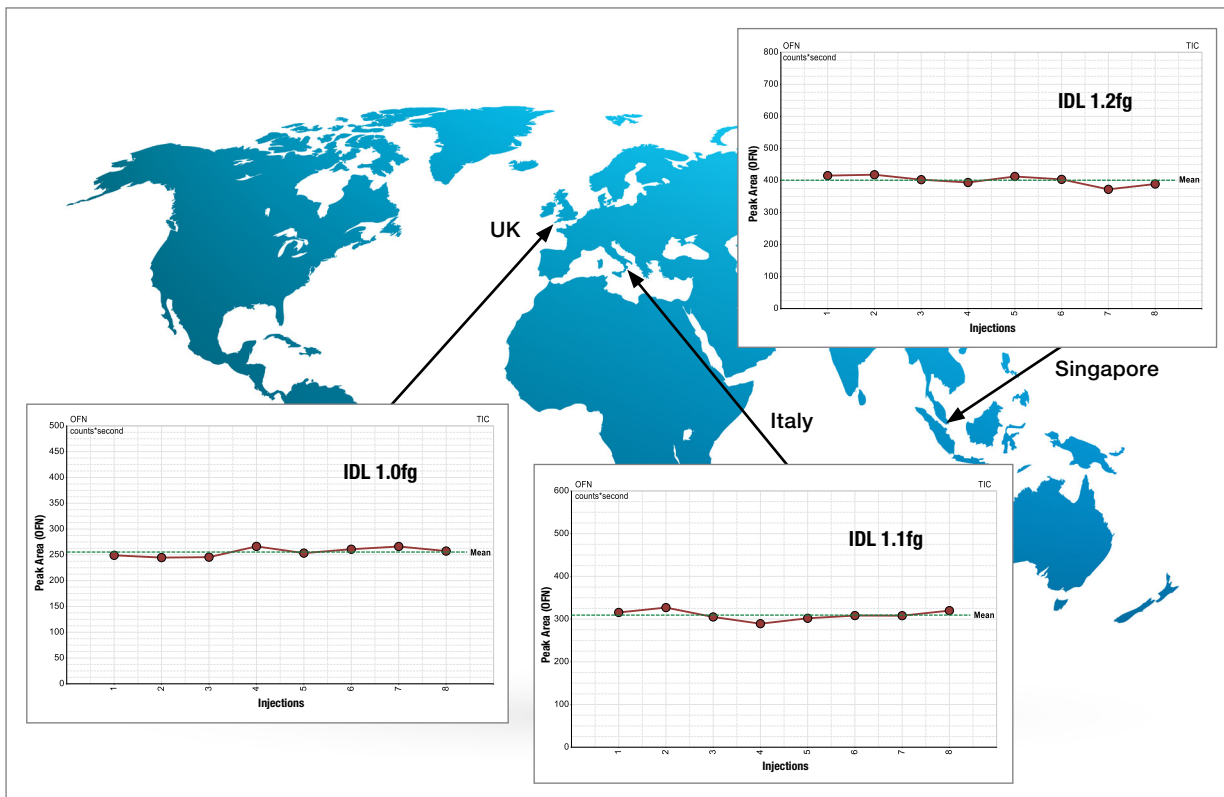 OFN TIC
counts*second
IDL 1.2fg
800
700
600
500
400
300
200
100
0
Peak Area (OFN)
Mean
1 2 3 4 5 6 7 8
Injections
UK
Singapore
Italy
OFN TIC
counts*second
IDL 1.0fg
500
450
400
350
300
250
200
150
100
50
0
Peak Area (OFN)
Mean
1 2 3 4 5 6 7 8
Injections
OFN TIC
counts*second
IDL 1.1fg
600
500
400
300
200
100
0
Peak Area (OFN)
Mean
1 2 3 4 5 6 7 8
Injections